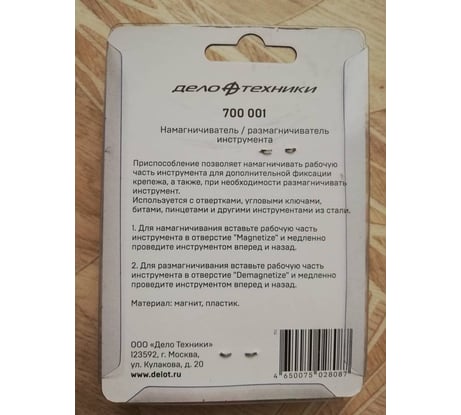 ДЕЛО ТЕХНИКИ
700 001
Намагничиватель / размагничиватель
инструмента
Приспособление позволяет намагничивать рабочую
часть инструмента для дополнительной фиксации
крепежа, а также, при необходимости размагничивать
инструмент.
Используется с отвертками, угловыми ключами,
битами, пинцетами и другими инструментами из стали.
1. Для намагничивания вставьте рабочую часть
инструмента в отверстие "Magnetize" и медленно
проведите инструментом вперед и назад.
2. Для размагничивания вставьте рабочую часть
инструмента в отверстие "Demagnetize" и медленно
проведите инструментом вперед и назад.
Материал: магнит, пластик.
ООО «Дело Техники»
123592, г. Москва,
ул. Кулакова, д. 20
www.delot.ru
4 650075 028087